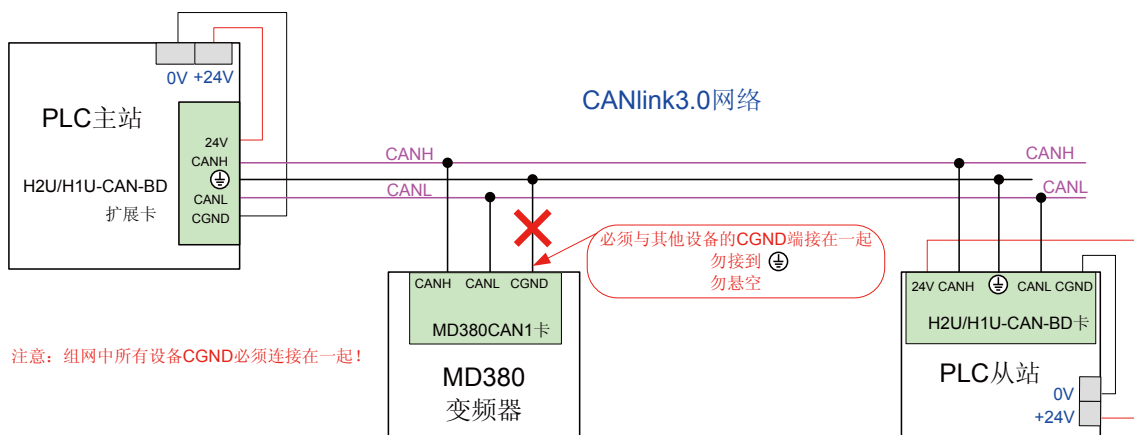 0V +24V
PLC主站
CANlink3.0网络
24V
CANH
CANL
CGND
H2U/H1U-CAN-BD
扩展卡
CANH
CANL
CANH
CANL
必须与其他设备的CGND端接在一起
勿接到
勿悬空
CANH CANL CGND
MD380CAN1卡
MD380
变频器
24V CANH CANL CGND
H2U/H1U-CAN-BD卡
PLC从站
0V
+24V
注意：组网中所有设备CGND必须连接在一起！